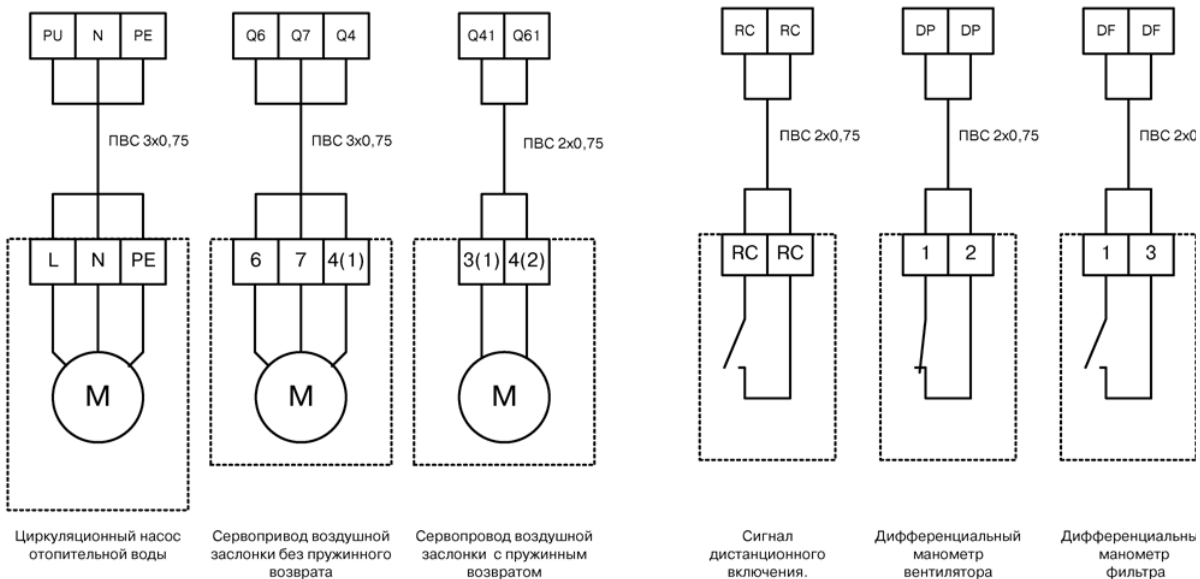 PU N PE
Q6 Q7 Q4
Q41 Q61
RC RC
DP DP
DF DF
ПВС 3х0,75
ПВС 3х0,75
ПВС 2х0,75
ПВС 2х0,75
ПВС 2х0,75
ПВС 2х0
L N PE
6 7 4(1)
3(1) 4(2)
RC RC
1 2
1 3
M
M
M
Циркуляционный насос
отопительной воды
Сервопривод воздушной
заслонки без пружинного
возврата
Сервопровод воздушной
заслонки с пружинным
возвратом
Сигнал
дистанционного
включения.
Дифференциальный
манометр
вентилятора
Дифференциальны
манометр
фильтра